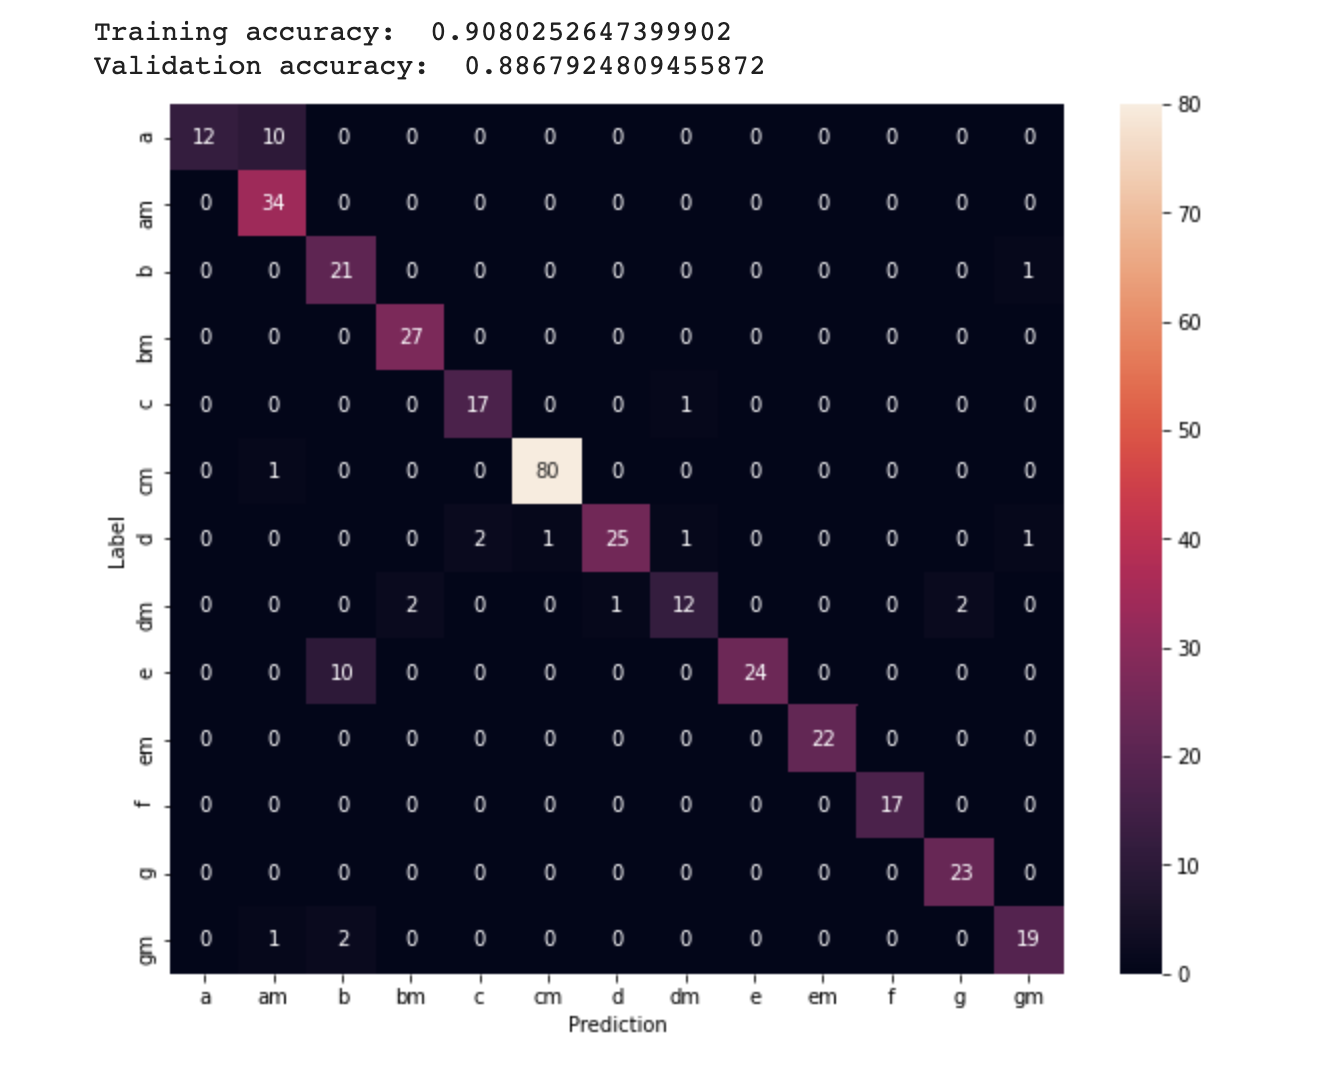 Training accuracy: 0.9080252647399902
Validation accuracy: 0.8867924809455872
a 12 10 0 0 0 0 0 0 0 0 0 0 0
am 0 34 0 0 0 0 0 0 0 0 0 0 0
b 0 0 21 0 0 0 0 0 0 0 0 0 1
bm 0 0 0 27 0 0 0 0 0 0 0 0 0
c 0 0 0 0 17 0 0 1 0 0 0 0 0
cm 0 1 0 0 0 80 0 0 0 0 0 0 0
Label
d 0 0 0 0 2 1 25 1 0 0 0 0 1
dm 0 0 0 2 0 0 1 12 0 0 0 2 0
e 0 0 10 0 0 0 0 0 24 0 0 0 0
em 0 0 0 0 0 0 0 0 0 22 0 0 0
f 0 0 0 0 0 0 0 0 0 0 17 0 0
g 0 0 0 0 0 0 0 0 0 0 0 23 0
gm 0 1 2 0 0 0 0 0 0 0 0 0 19
a am b bm c cm d dm e em f g gm
Prediction
80
70
60
50
40
30
20
10
0